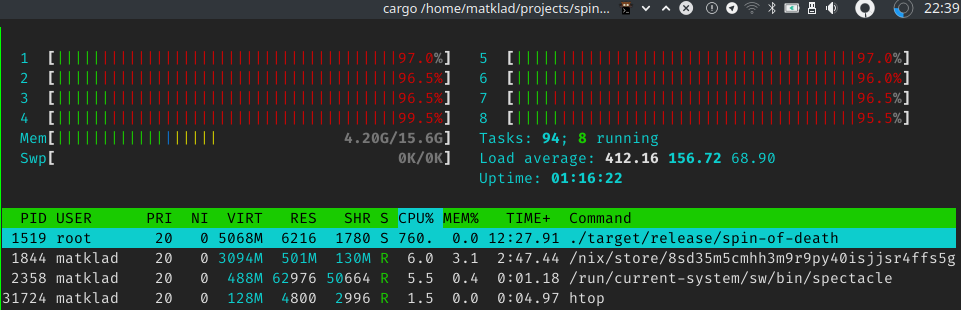 cargo /home/matklad/projects/spin... 22:39
1 [||||||||||||||||||||||||||||||||||||||||97.0%] 5 [||||||||||||||||||||||||||||||||||||||||97.0%]
2 [||||||||||||||||||||||||||||||||||||||||96.5%] 6 [||||||||||||||||||||||||||||||||||||||||96.0%]
3 [||||||||||||||||||||||||||||||||||||||||96.5%] 7 [||||||||||||||||||||||||||||||||||||||||96.5%]
4 [||||||||||||||||||||||||||||||||||||||||99.5%] 8 [||||||||||||||||||||||||||||||||||||||||95.5%]
Mem[||||||||||||||||||| 4.20G/15.6G] Tasks: 94; 8 running
Swp[ 0K/0K] Load average: 412.16 156.72 68.90
Uptime: 01:16:22
PID USER PRI NI VIRT RES SHR S CPU% MEM% TIME+ Command
1519 root 20 0 5068M 6216 1780 S 760. 0.0 12:27.91 ./target/release/spin-of-death
1844 matklad 20 0 3094M 501M 130M R 6.0 3.1 2:47.44 /nix/store/8sd35m5cmhh3m9r9py40isjjsr4ffs5g
2358 matklad 20 0 488M 62976 50664 R 5.5 0.4 0:01.18 /run/current-system/sw/bin/spectacle
31724 matklad 20 0 128M 4800 2996 R 1.5 0.0 0:04.97 htop